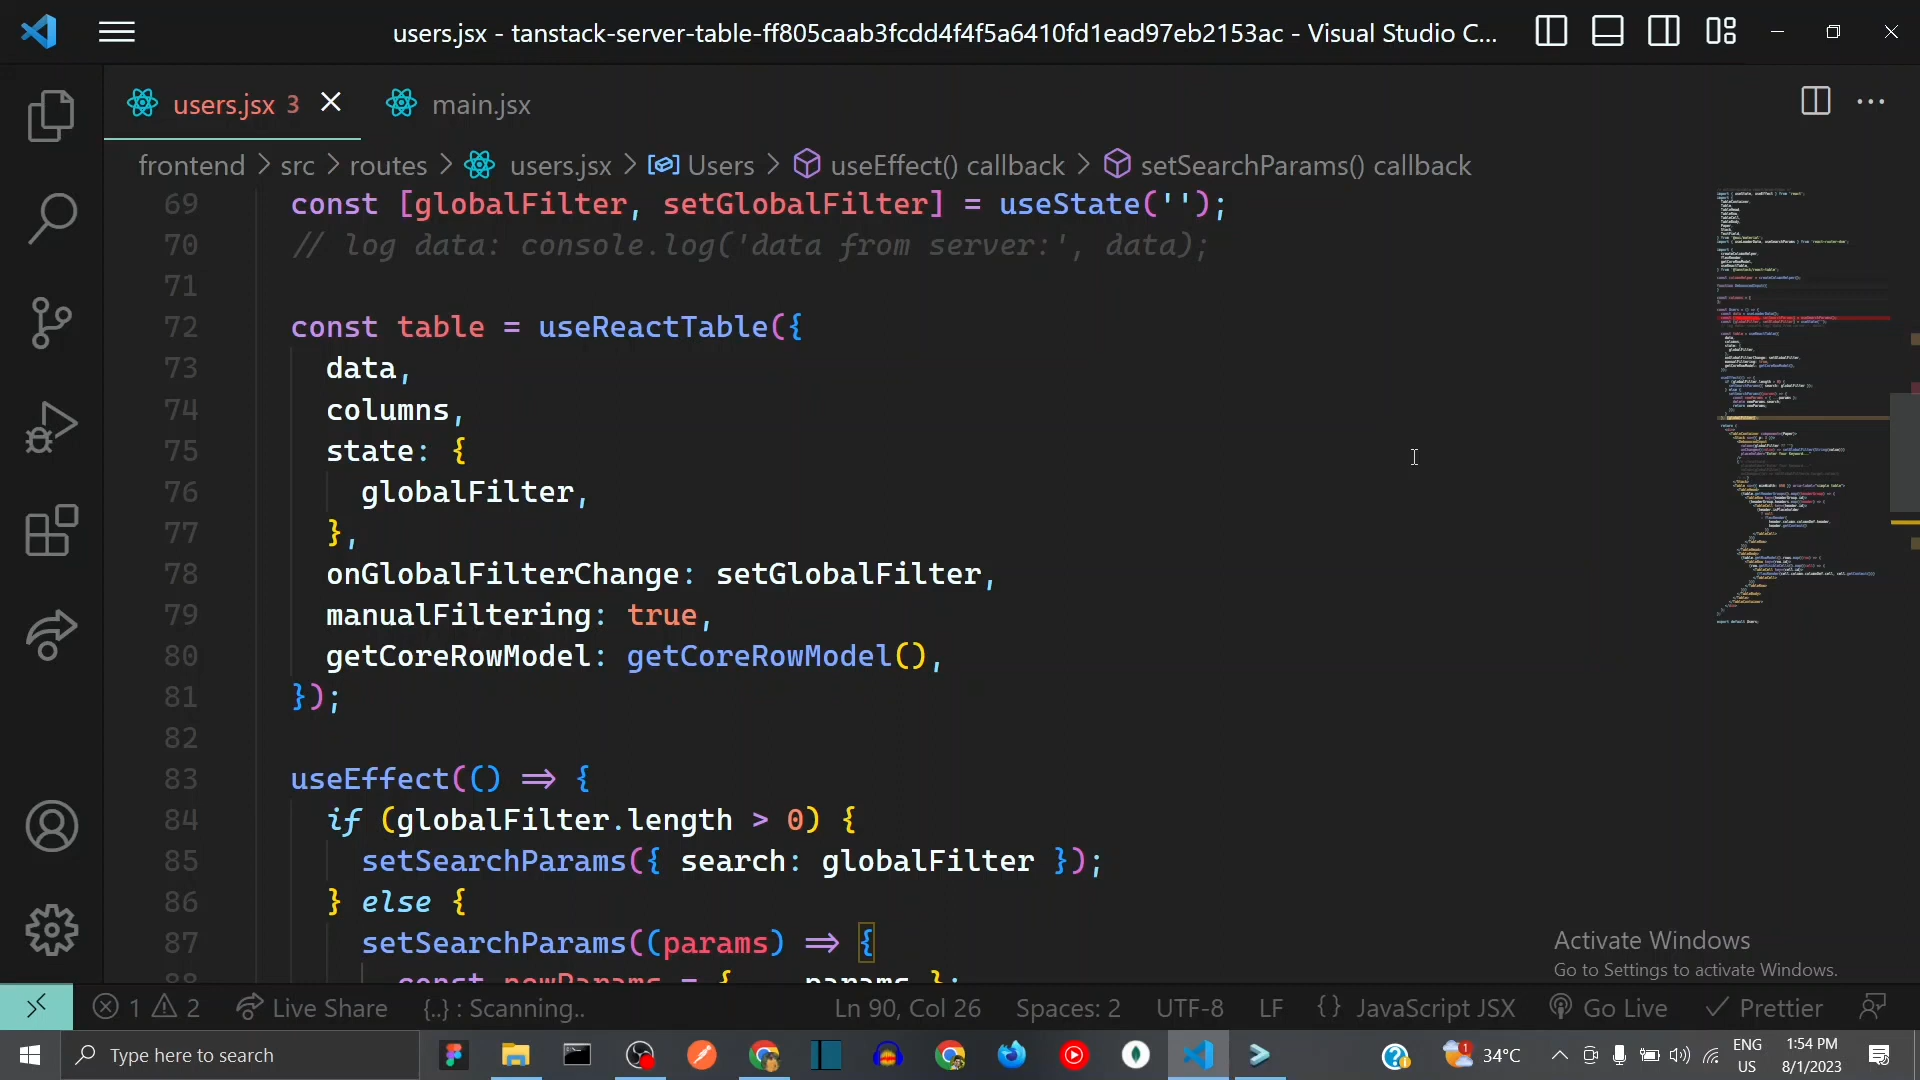 users.jsx - tanstack-server-table-ff805caab3fcdd4f4f5a6410fd1ead97eb2153ac - Visual Studio C...
users.jsx 3
main.jsx
frontend > src > routes > users.jsx > Users > useEffect() callback > setSearchParams() callback
69 const [globalFilter, setGlobalFilter] = useState('');
70 // log data: console.log('data from server:', data);
71
72 const table = useReactTable({
73 data,
74 columns,
75 state: {
76 globalFilter,
77 },
78 onGlobalFilterChange: setGlobalFilter,
79 manualFiltering: true,
80 getCoreRowModel: getCoreRowModel(),
81 });
82
83 useEffect(() => {
84 if (globalFilter.length > 0) {
85 setSearchParams({ search: globalFilter });
86 } else {
87 setSearchParams((params) => {
88 const newParams = { ...params };
Activate Windows
Go to Settings to activate Windows.
1 2 Live Share {..} : Scanning.. Ln 90, Col 26 Spaces: 2 UTF-8 LF {} JavaScript JSX Go Live Prettier
Type here to search
1
34°C
ENG
US
1:54 PM
8/1/2023